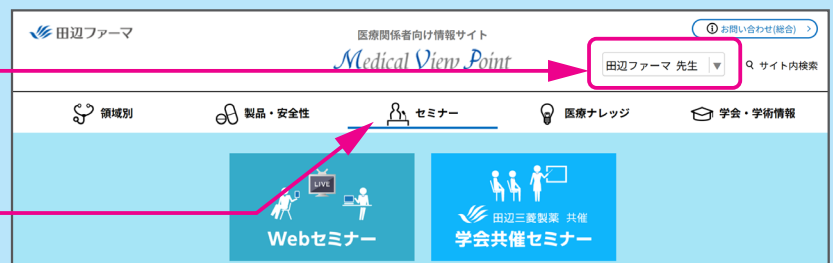 田辺ファーマ
医療関係者向け情報サイト
Medical View Point
お問い合わせ(総合)
田辺ファーマ 先生
サイト内検索
領域別
製品・安全性
セミナー
医療ナレッジ
学会・学術情報
LIVE
Webセミナー
田辺三菱製薬 共催
学会共催セミナー